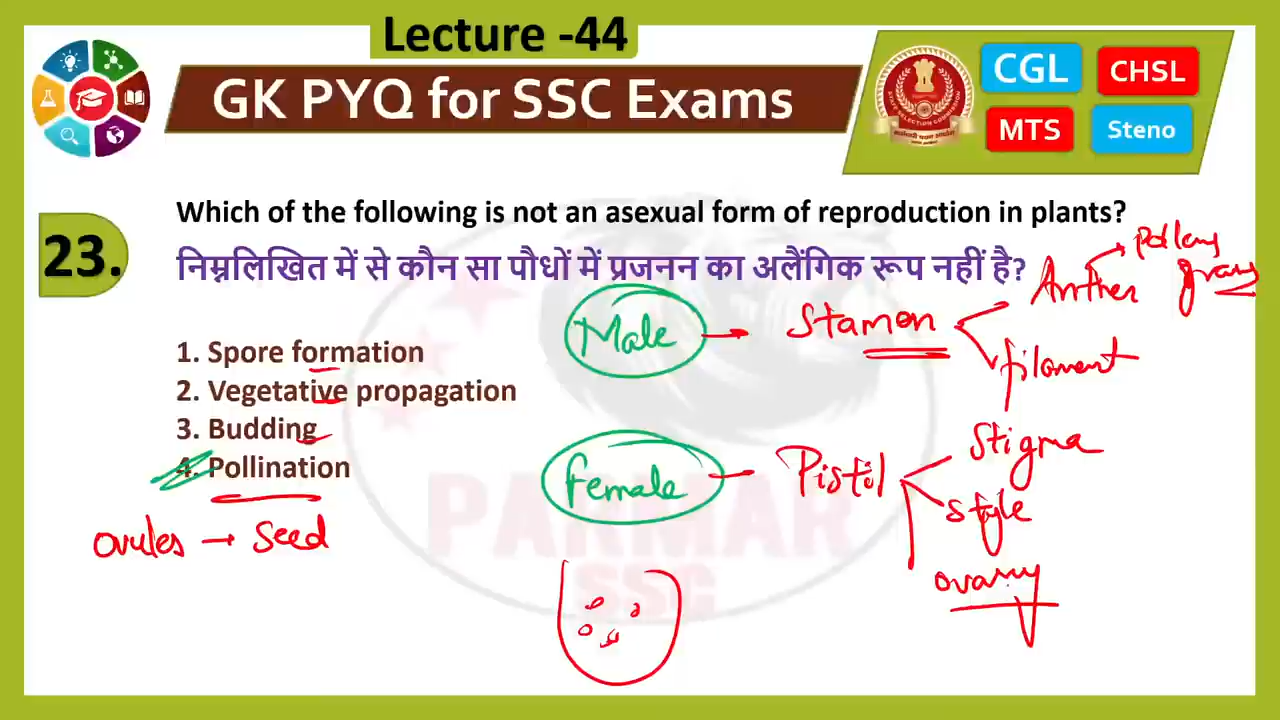 Lecture -44
GK PYQ for SSC Exams
CGL
CHSL
MTS
Steno
23.
Which of the following is not an asexual form of reproduction in plants?
निम्नलिखित में से कौन सा पौधों में प्रजनन का अलैंगिक रूप नहीं है?
1. Spore formation
2. Vegetative propagation
3. Budding
4. Pollination
ovules → Seed
Male → Stamen
Anther → pollens
grains
filament
Female - Pistil
Stigma
style
ovary
PARMAR
SSC